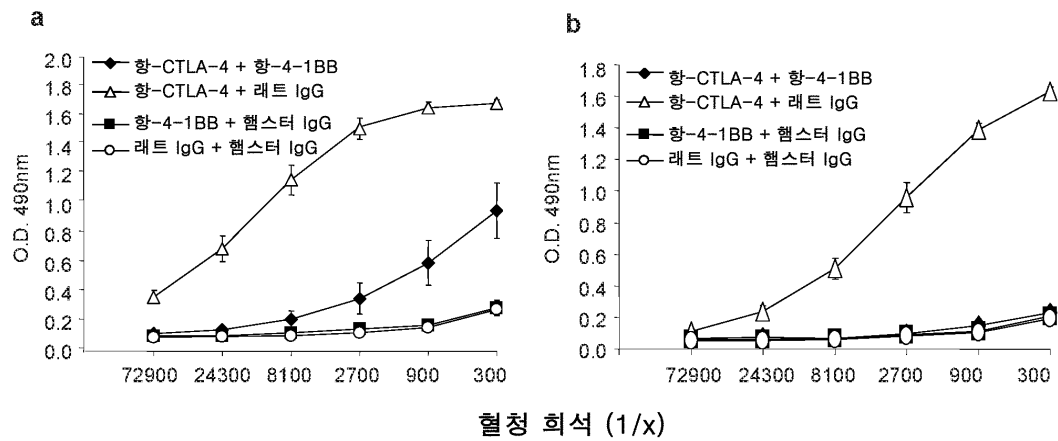 a
2.0
1.8
1.6
1.4
1.2
1.0
0.8
0.6
0.4
0.2
0.0
O.D. 490nm
항-CTLA-4 + 항-4-1BB
항-CTLA-4 + 래트 IgG
항-4-1BB + 햄스터 IgG
래트 IgG + 햄스터 IgG
72900 24300 8100 2700 900 300
b
1.8
1.6
1.4
1.2
1.0
0.8
0.6
0.4
0.2
0.0
O.D. 490nm
항-CTLA-4 + 항-4-1BB
항-CTLA-4 + 래트 IgG
항-4-1BB + 햄스터 IgG
래트 IgG + 햄스터 IgG
72900 24300 8100 2700 900 300
혈청 희석 (1/x)